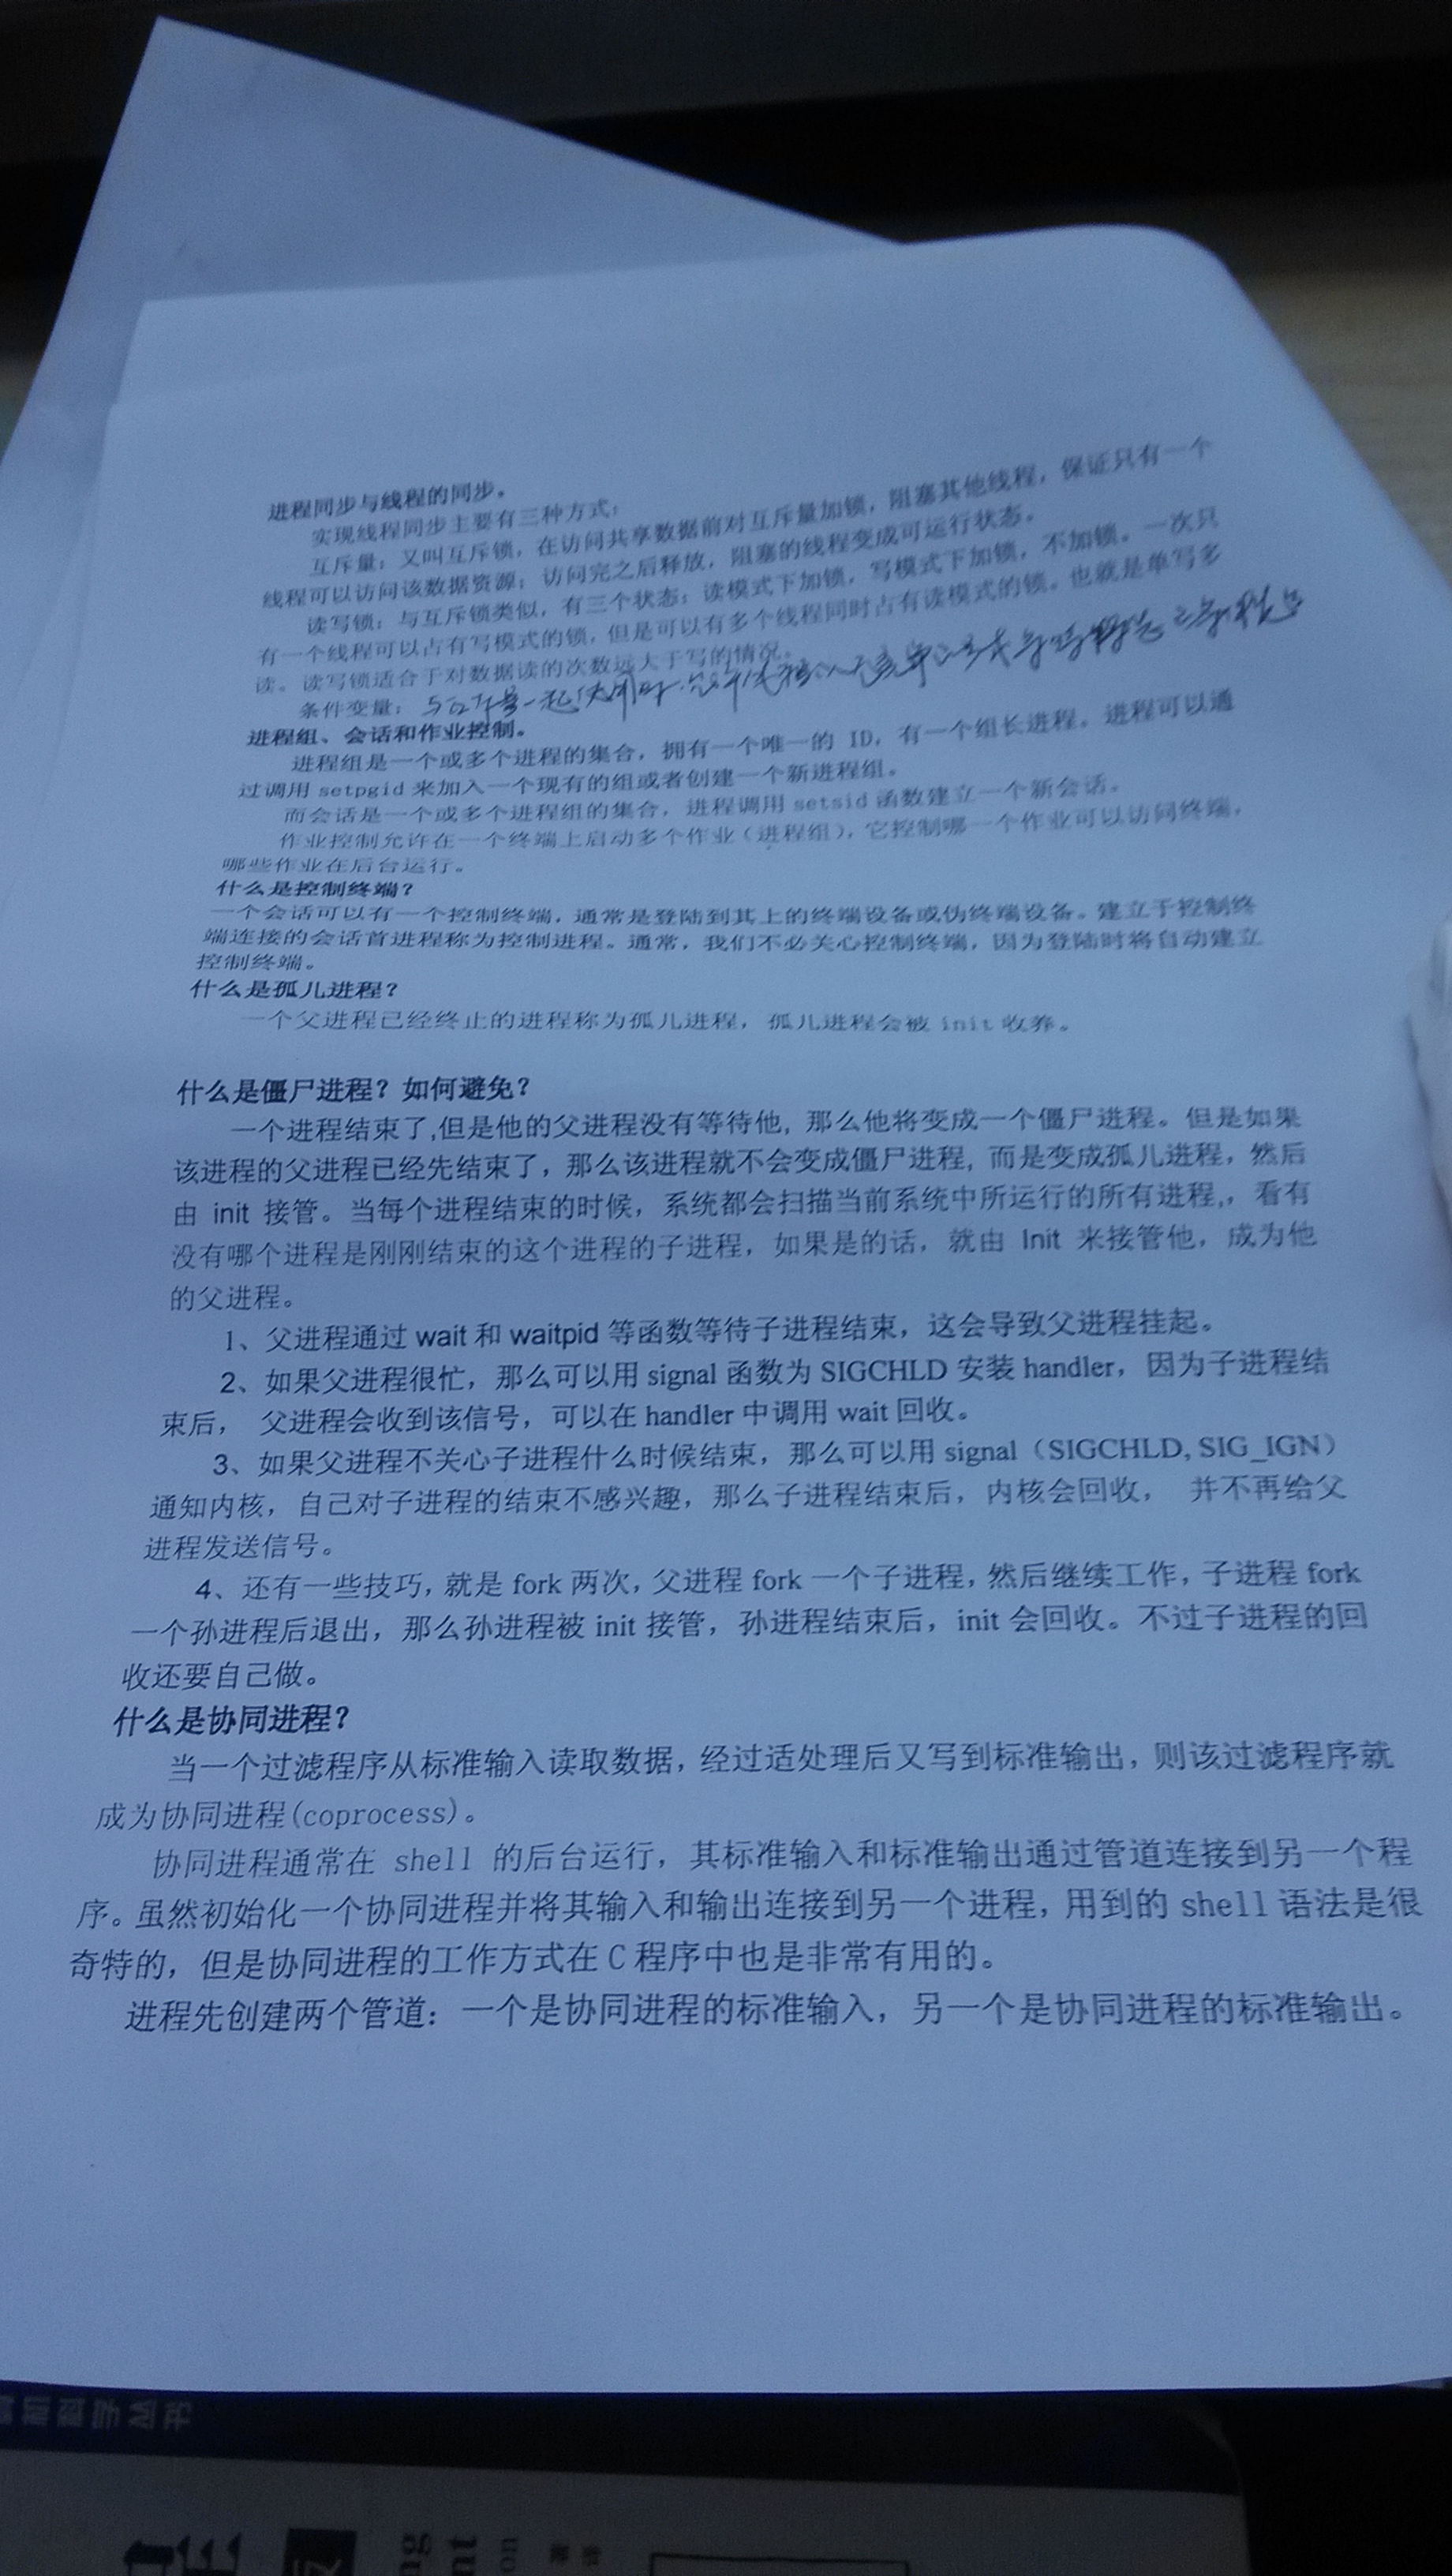 进程同步与线程的同步。
实现线程同步主要有三种方式：
互斥量：又叫互斥锁，在访问共享数据前对互斥量加锁，阻塞其他线程，保证只有一个
线程可以访问该数据资源；访问完之后释放，阻塞的线程变成可运行状态。
读写锁：与互斥锁类似，有三个状态：读模式下加锁，写模式下加锁，不加锁。一次只
有一个线程可以占有写模式的锁，但是可以有多个线程同时占有读模式的锁。也就是单写多
读。读写锁适合于对数据读的次数远大于写的情况。
条件变量：与互斥量一起使用时
进程组、会话和作业控制。
进程组是一个或多个进程的集合，拥有一个唯一的 ID，有一个组长进程。进程可以通
过调用 setpgid 来加入一个现有的组或者创建一个新进程组。
而会话是一个或多个进程组的集合，进程调用 setsid 函数建立一个新会话。
作业控制允许在一个终端上启动多个作业（进程组），它控制哪一个作业可以访问终端，
哪些作业在后台运行。
什么是控制终端？
一个会话可以有一个控制终端，通常是登陆到其上的终端设备或伪终端设备。建立于控制终
端连接的会话首进程称为控制进程。通常，我们不必关心控制终端，因为登陆时将自动建立
控制终端。
什么是孤儿进程？
一个父进程已经终止的进程称为孤儿进程，孤儿进程会被 init 收养。
什么是僵尸进程？如何避免？
一个进程结束了,但是他的父进程没有等待他，那么他将变成一个僵尸进程。但是如果
该进程的父进程已经先结束了，那么该进程就不会变成僵尸进程，而是变成孤儿进程，然后
由 init 接管。当每个进程结束的时候，系统都会扫描当前系统中所运行的所有进程,，看有
没有哪个进程是刚刚结束的这个进程的子进程，如果是的话，就由 Init 来接管他，成为他
的父进程。
1、父进程通过 wait 和 waitpid 等函数等待子进程结束，这会导致父进程挂起。
2、如果父进程很忙，那么可以用 signal 函数为 SIGCHLD 安装 handler，因为子进程结
束后， 父进程会收到该信号，可以在 handler 中调用 wait 回收。
3、如果父进程不关心子进程什么时候结束，那么可以用 signal（SIGCHLD, SIG_IGN）
通知内核，自己对子进程的结束不感兴趣，那么子进程结束后，内核会回收， 并不再给父
进程发送信号。
4、还有一些技巧，就是 fork 两次，父进程 fork 一个子进程，然后继续工作，子进程 fork
一个孙进程后退出，那么孙进程被 init 接管，孙进程结束后，init 会回收。不过子进程的回
收还要自己做。
什么是协同进程？
当一个过滤程序从标准输入读取数据，经过适处理后又写到标准输出，则该过滤程序就
成为协同进程(coprocess)。
协同进程通常在 shell 的后台运行，其标准输入和标准输出通过管道连接到另一个程
序。虽然初始化一个协同进程并将其输入和输出连接到另一个进程，用到的 shell 语法是很
奇特的，但是协同进程的工作方式在 C 程序中也是非常有用的。
进程先创建两个管道：一个是协同进程的标准输入，另一个是协同进程的标准输出。